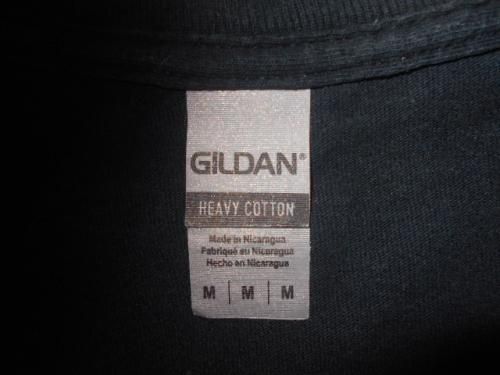 GILDAN®
HEAVY COTTON
Made in Nicaragua
Fabriqué au Nicaragua
Hecho en Nicaragua
M | M | M